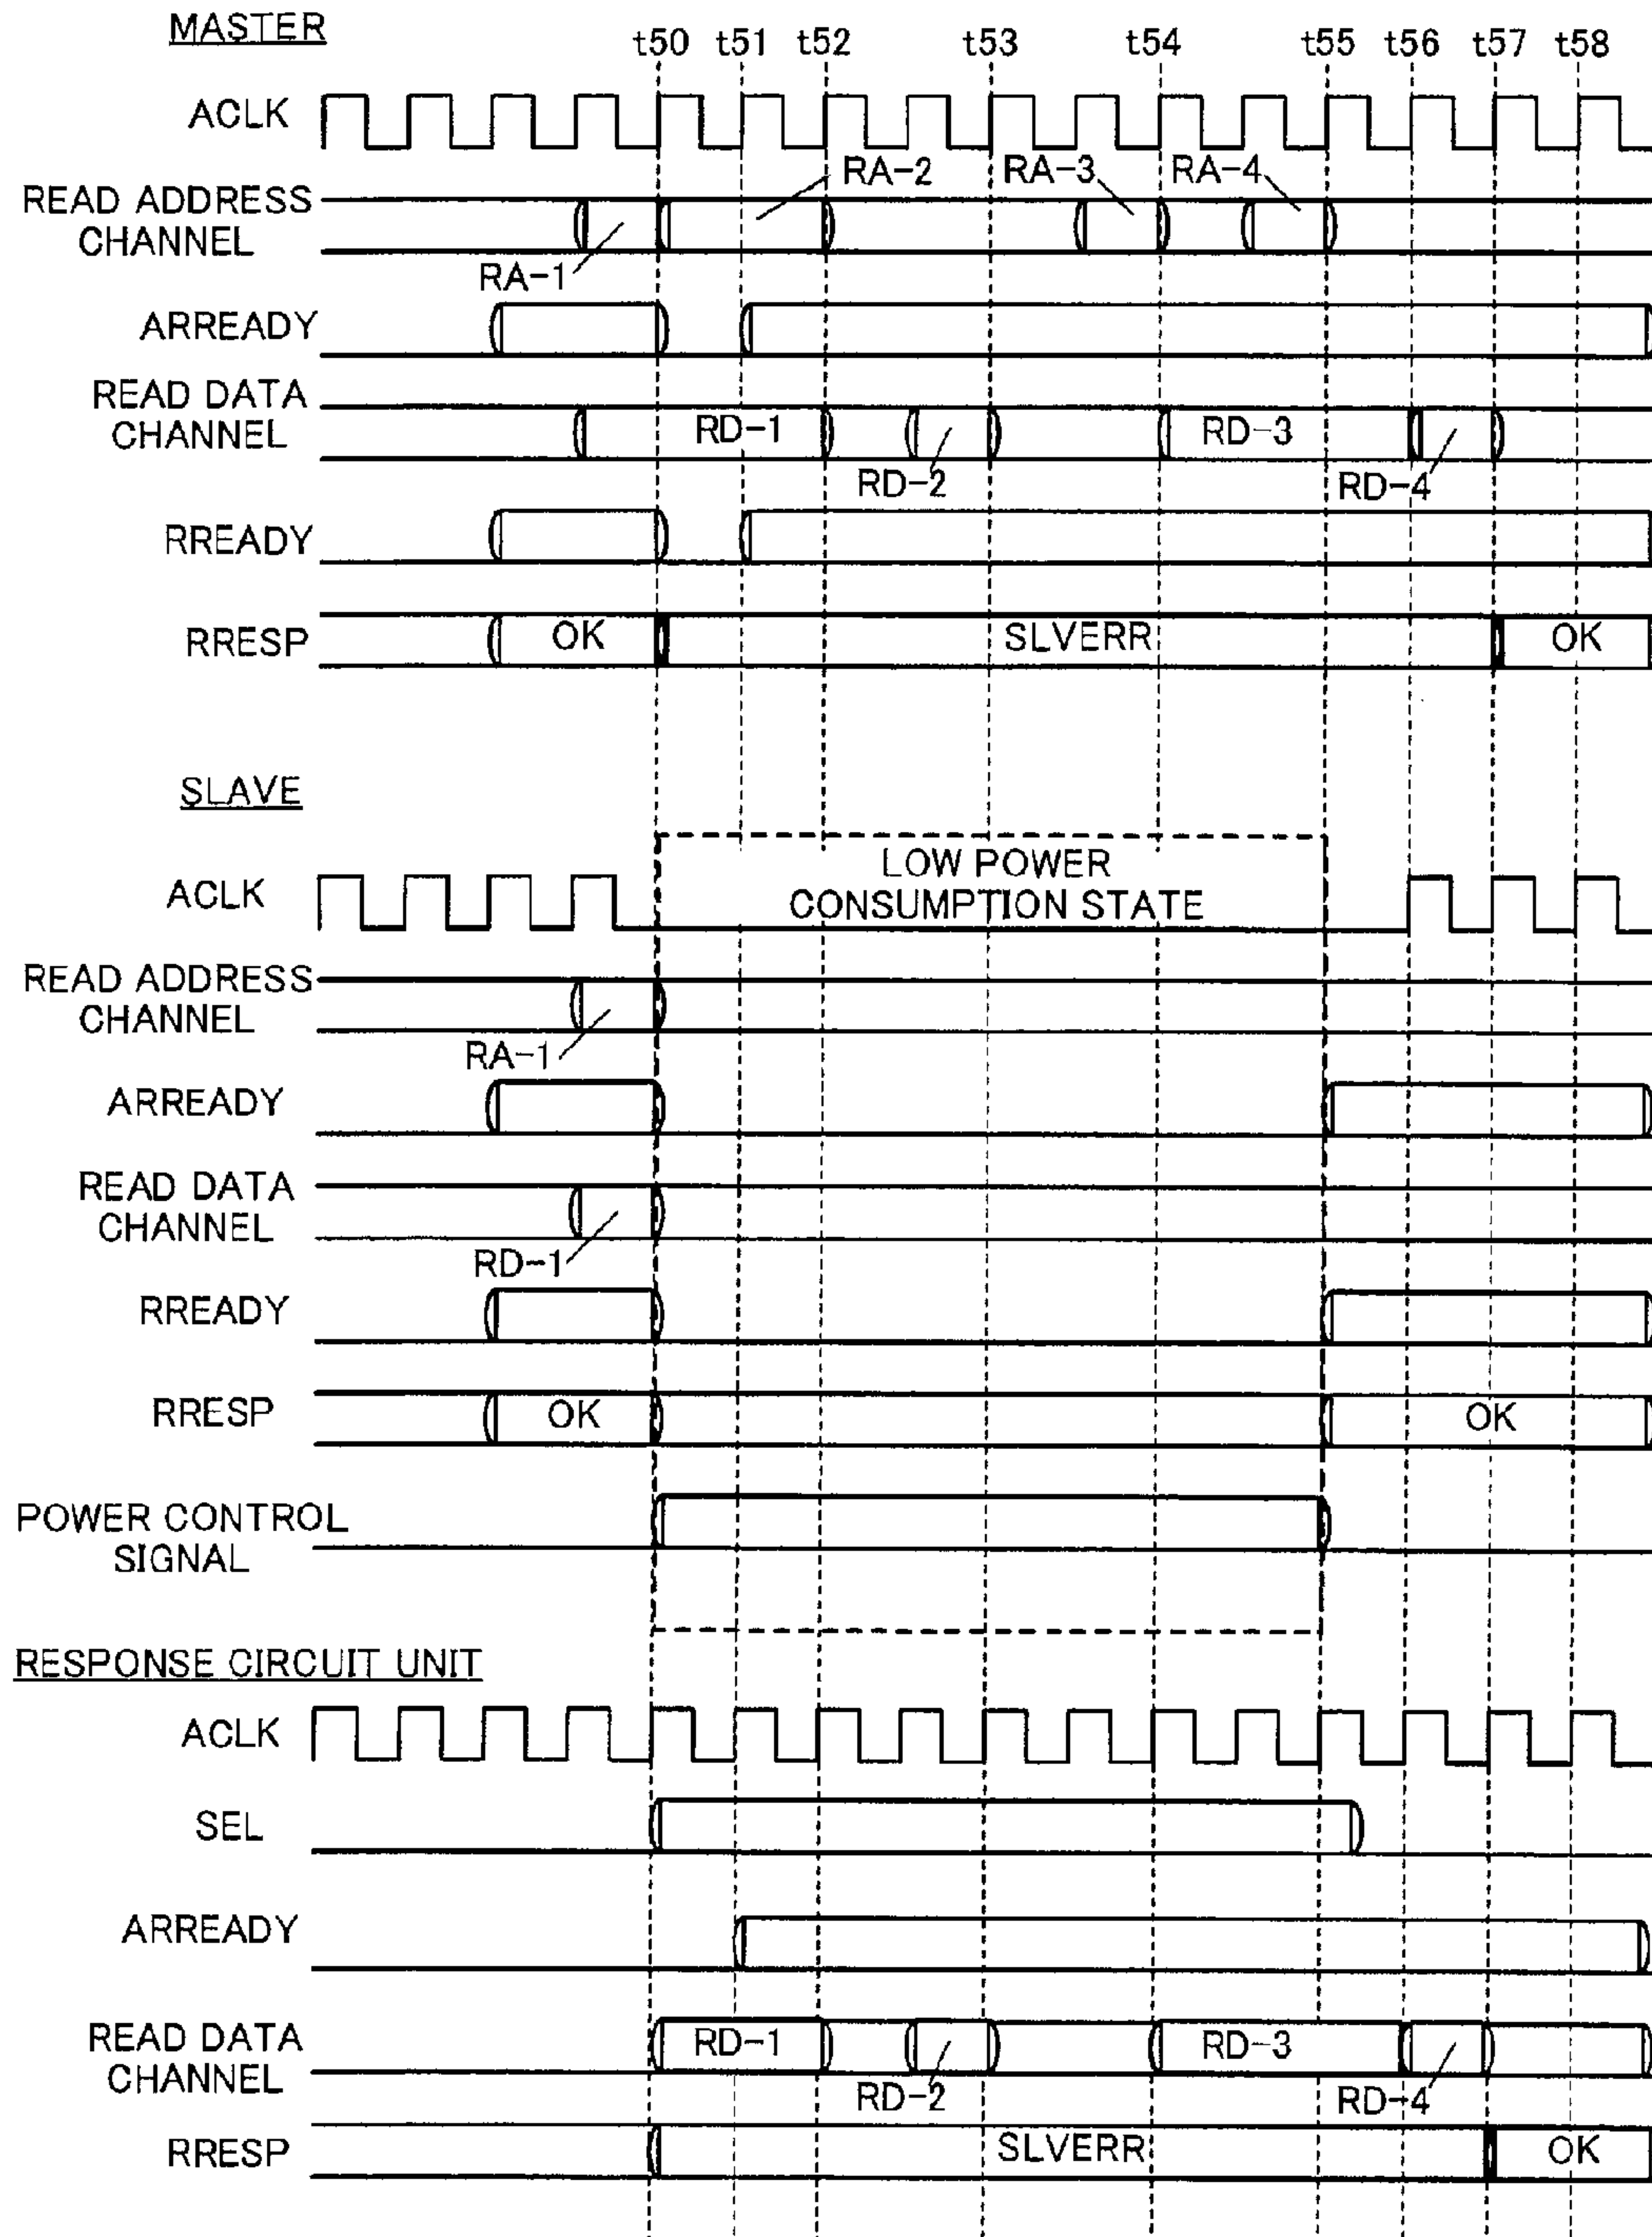 MASTER
t50 t51 t52 t53 t54 t55 t56 t57 t58
ACLK
RA-2 RA-3 RA-4
READ ADDRESS
CHANNEL
RA-1
ARREADY
READ DATA
CHANNEL
RD-1 RD-3
RD-2 RD-4
RREADY
RRESP OK SLVERR OK
SLAVE
LOW POWER
CONSUMPTION STATE
ACLK
READ ADDRESS
CHANNEL
RA-1
ARREADY
READ DATA
CHANNEL
RD-1
RREADY
RRESP OK OK
POWER CONTROL
SIGNAL
RESPONSE CIRCUIT UNIT
ACLK
SEL
ARREADY
READ DATA
CHANNEL
RD-1 RD-3
RD-2 RD-4
RRESP SLVERR OK